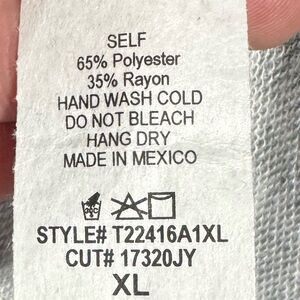 SELF
65% Polyester
35% Rayon
HAND WASH COLD
DO NOT BLEACH
HANG DRY
MADE IN MEXICO
STYLE# T22416A1XL
CUT# 17320JY
XL